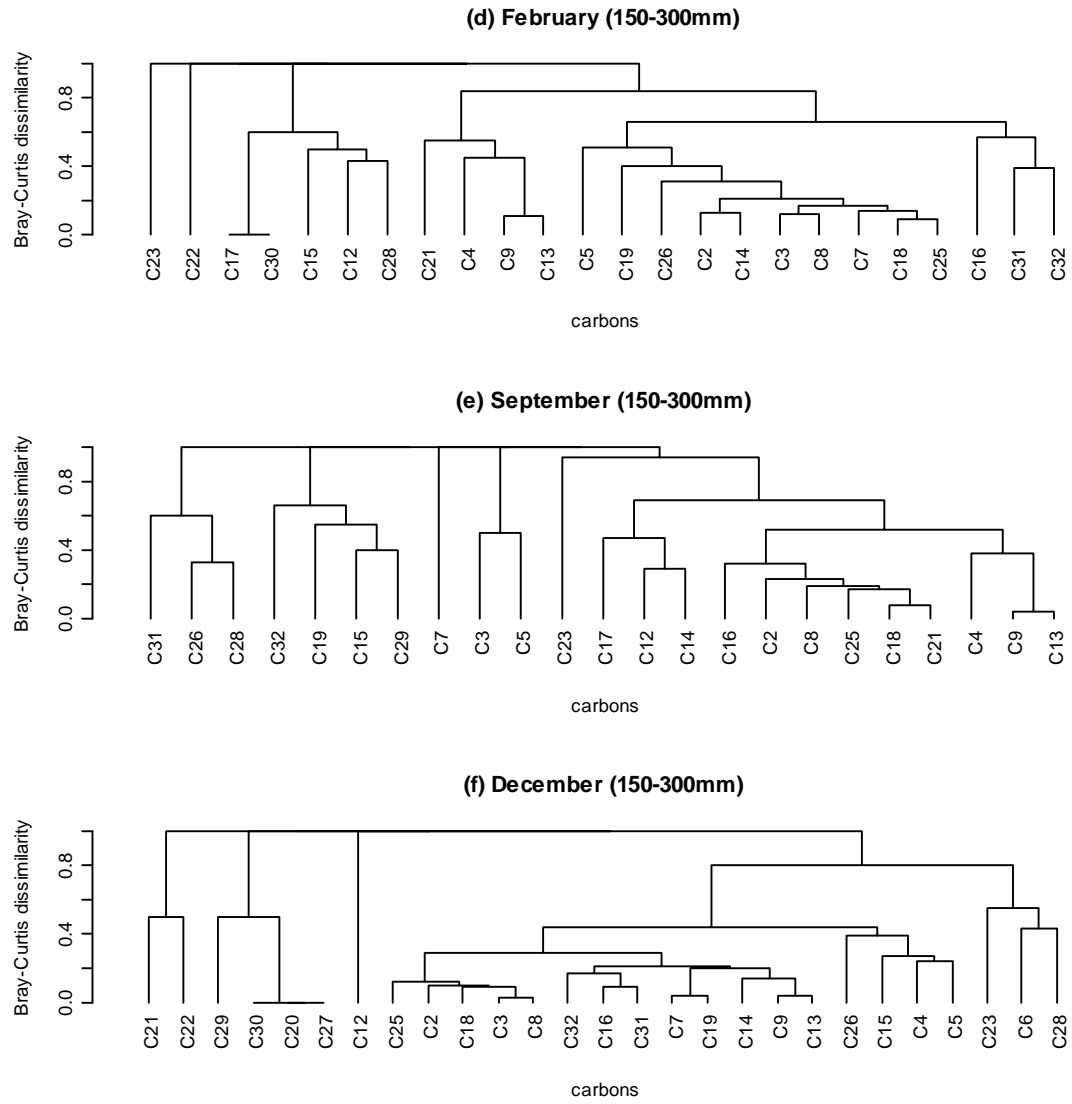 (d) February (150-300mm)
Bray-Curtis dissimilarity
0.8
0.4
0.0
C23 C22 C17 C30 C15 C12 C28 C21 C4 C9 C13 C5 C19 C26 C2 C14 C3 C8 C7 C18 C25 C16 C31 C32
carbons
(e) September (150-300mm)
Bray-Curtis dissimilarity
0.8
0.4
0.0
C31 C26 C28 C32 C19 C15 C29 C7 C3 C5 C23 C17 C12 C14 C16 C2 C8 C25 C18 C21 C4 C9 C13
carbons
(f) December (150-300mm)
Bray-Curtis dissimilarity
0.8
0.4
0.0
C21 C22 C29 C30 C20 C27 C12 C25 C2 C18 C3 C8 C32 C16 C31 C7 C19 C14 C9 C13 C26 C15 C4 C5 C23 C6 C28
carbons